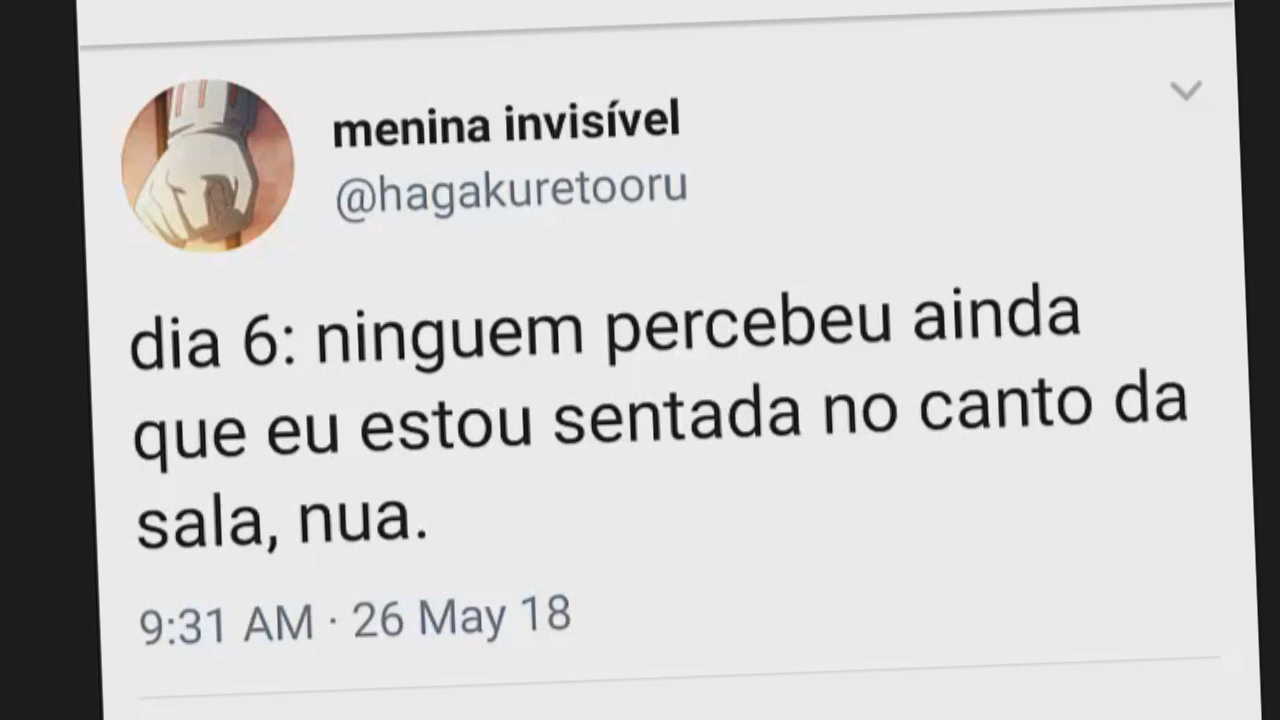 menina invisível
@hagakuretooru
dia 6: ninguem percebeu ainda
que eu estou sentada no canto da
sala, nua.
9:31 AM · 26 May 18